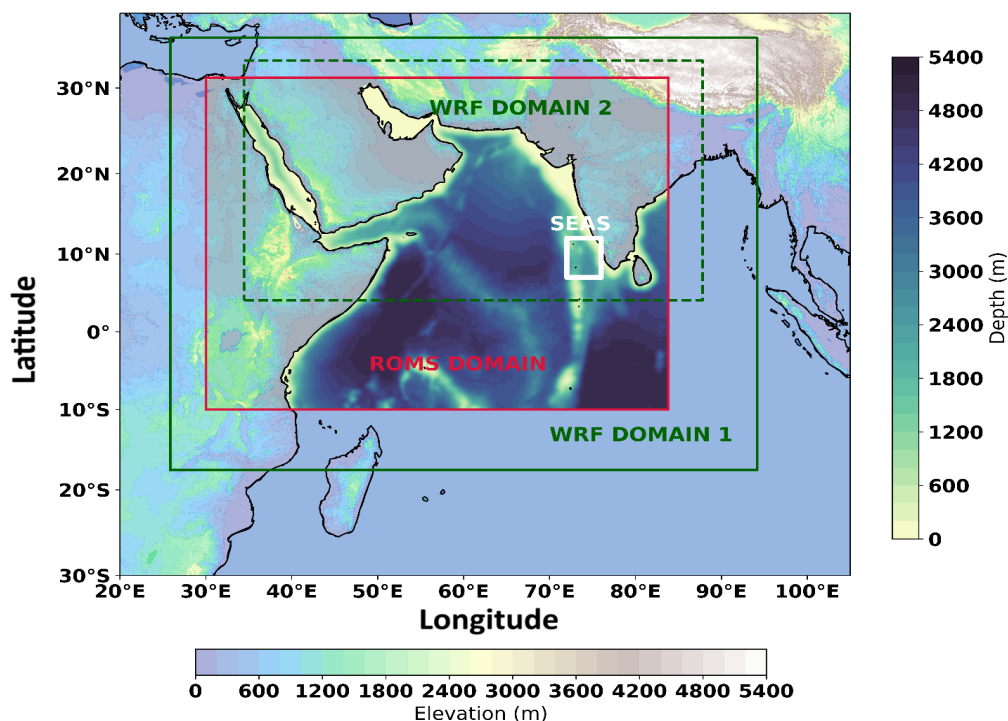 30°N
20°N
10°N
0°
10°S
20°S
30°S
Latitude
WRF DOMAIN 2
SEAS
ROMS DOMAIN
WRF DOMAIN 1
20°E
30°E
40°E
50°E
60°E
70°E
80°E
90°E
100°E
Longitude
5400
4800
4200
3600
3000
2400
1800
1200
600
0
Depth (m)
0
600
1200
1800
2400
3000
3600
4200
4800
5400
Elevation (m)